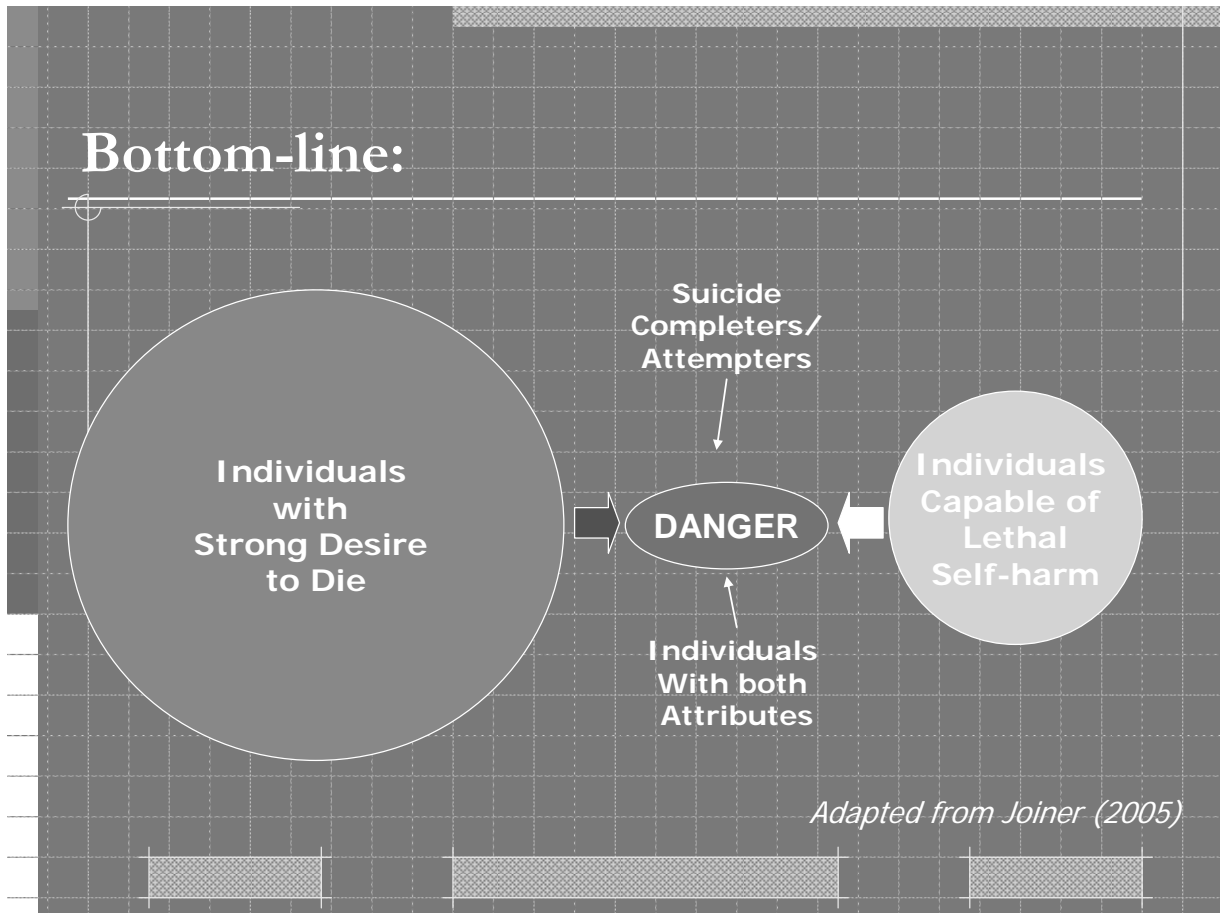 Bottom-line:
Suicide
Completers/
Attempters
Individuals
with
Strong Desire
to Die
DANGER
Individuals
Capable of
Lethal
Self-harm
Individuals
With both
Attributes
Adapted from Joiner (2005)